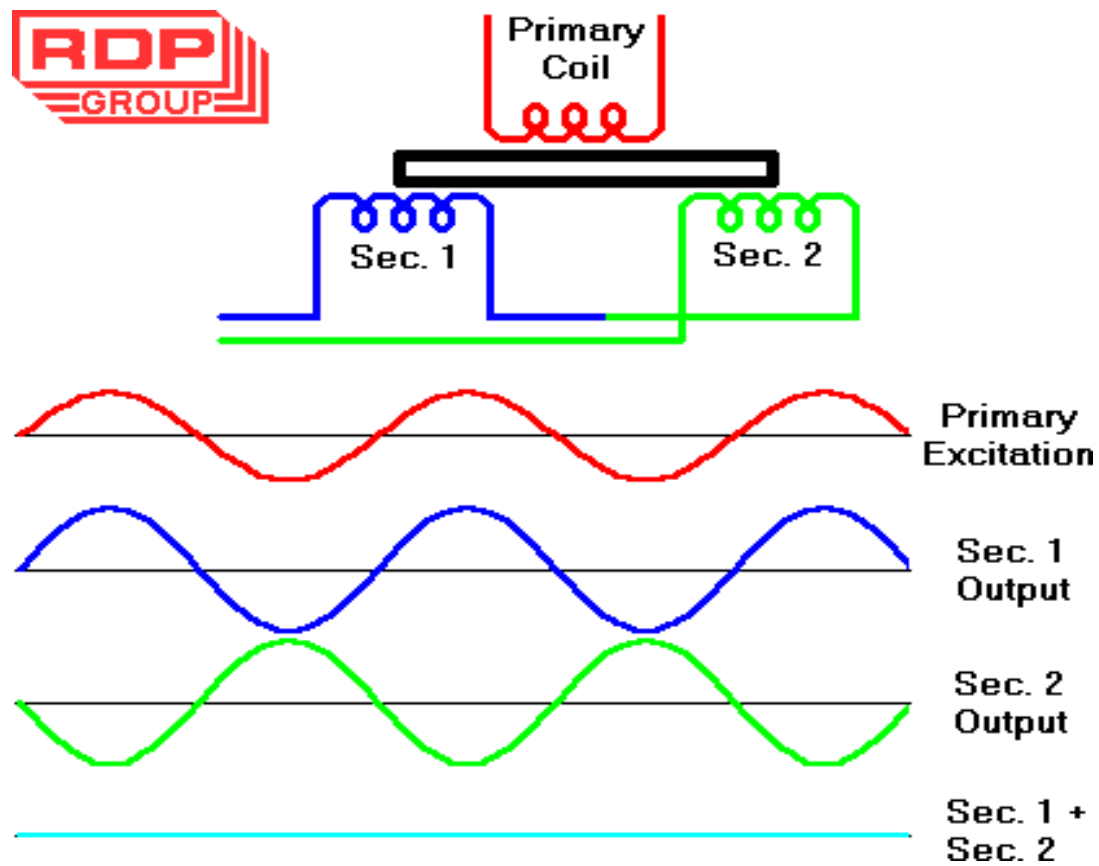 RDP
GROUP
Primary
Coil
Sec. 1
Sec. 2
Primary
Excitation
Sec. 1
Output
Sec. 2
Output
Sec. 1 +
Sec. 2